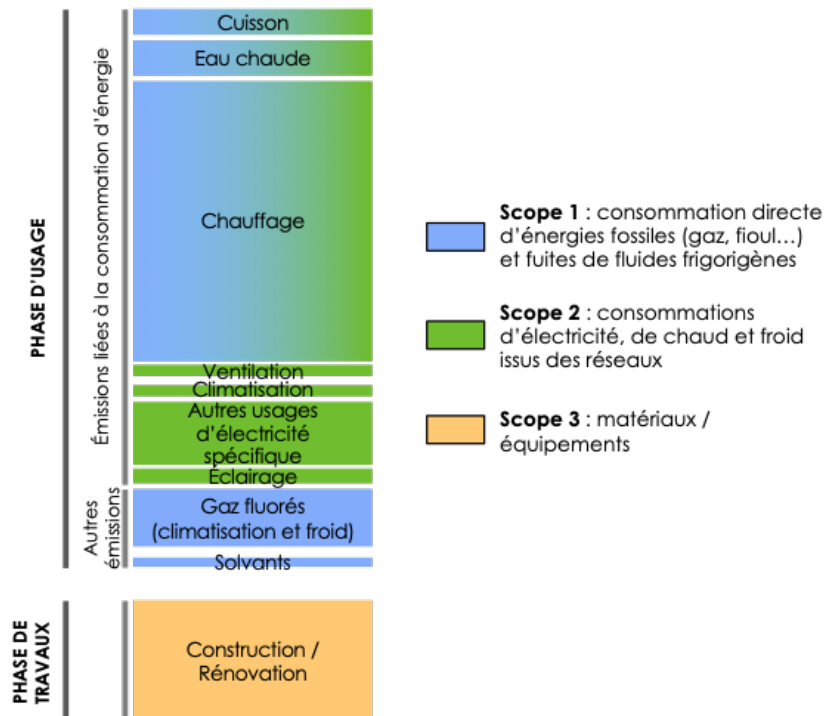 PHASE D'USAGE
Émissions liées à la consommation d'énergie
Cuisson
Eau chaude
Chauffage
Ventilation
Climatisation
Autres usages
d'électricité
spécifique
Éclairage
Autres
émissions
Gaz fluorés
(climatisation et froid)
Solvants
PHASE DE
TRAVAUX
Construction /
Rénovation
Scope 1 : consommation directe
d'énergies fossiles (gaz, fioul...)
et fuites de fluides frigorigènes
Scope 2 : consommations
d'électricité, de chaud et froid
issus des réseaux
Scope 3 : matériaux /
équipements